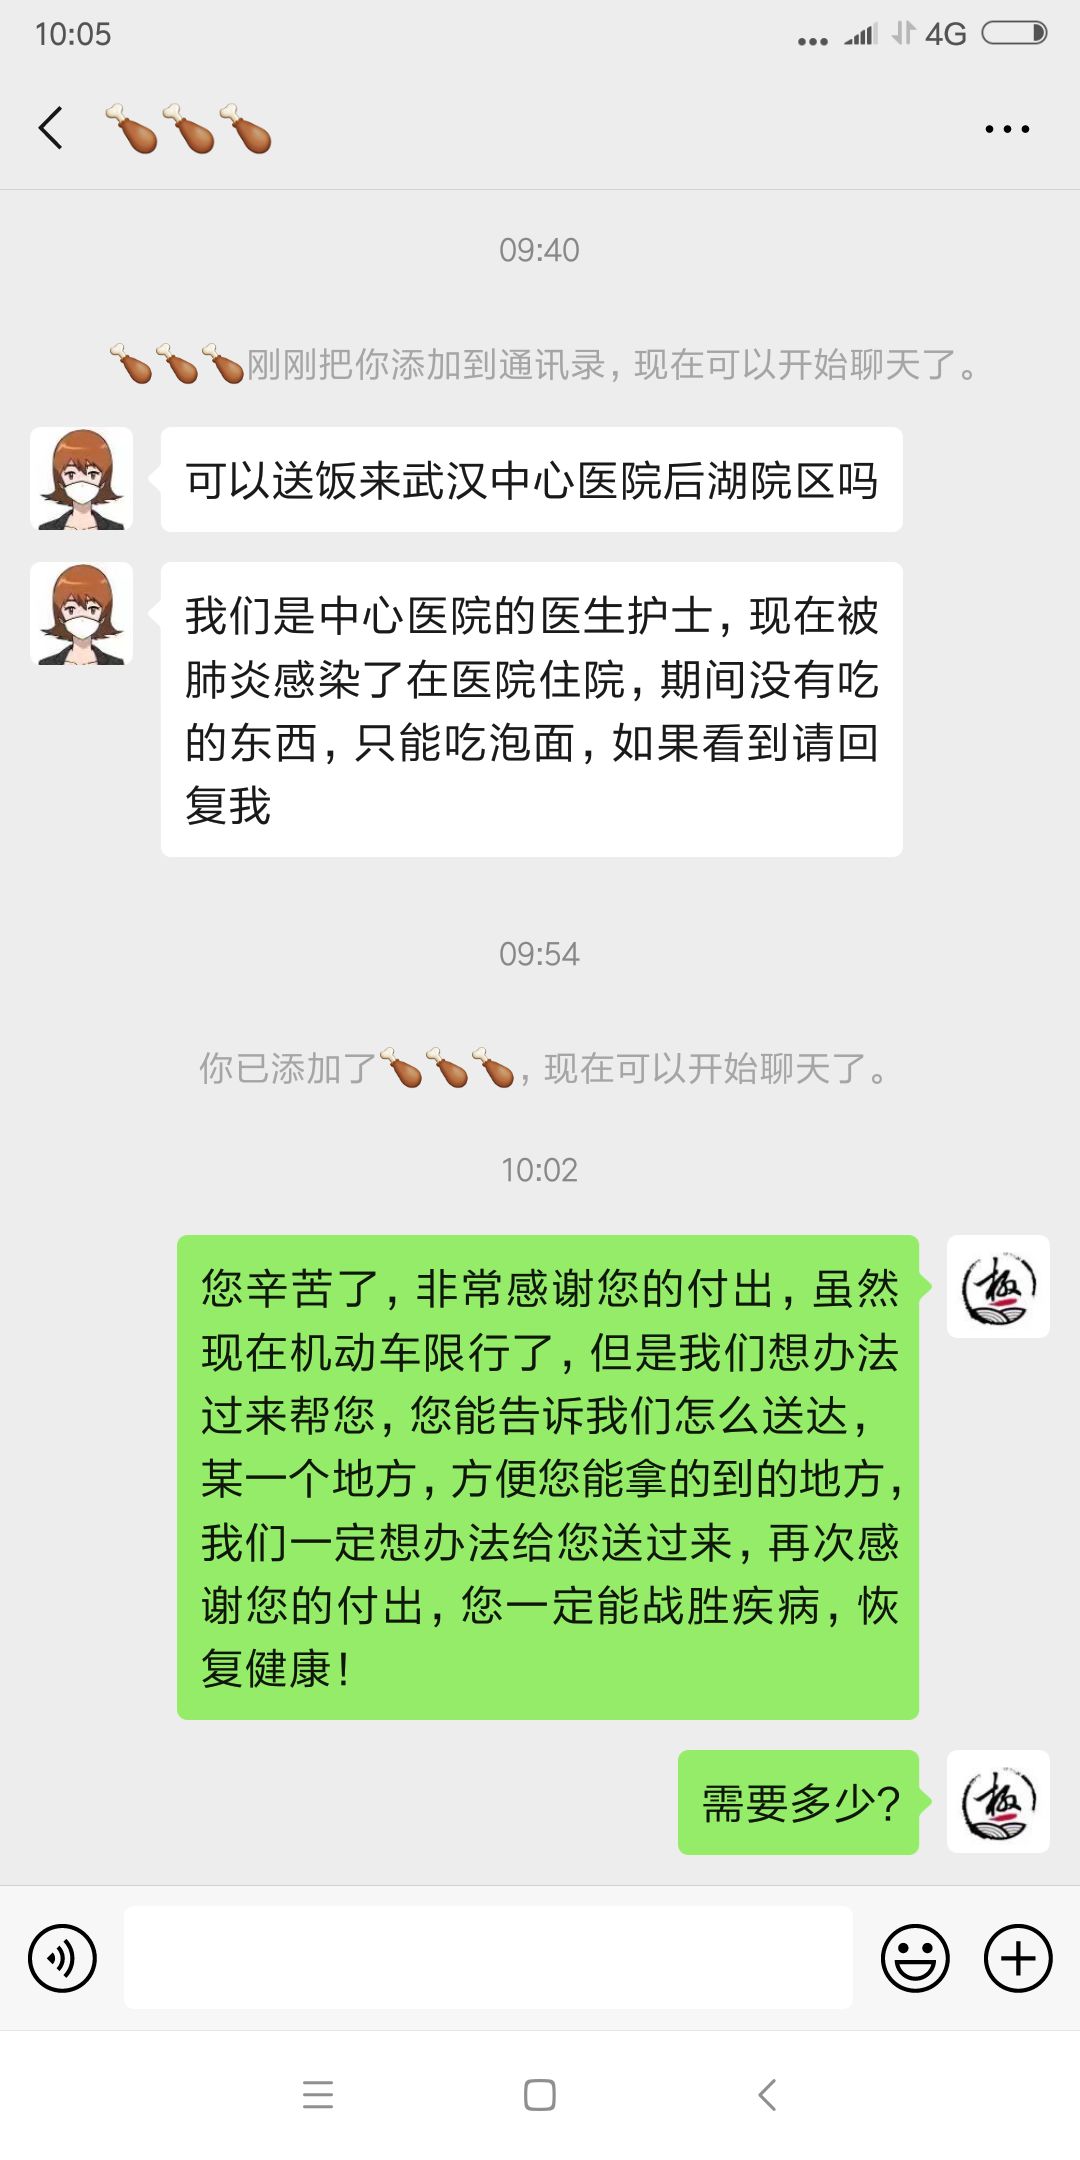 10:05
4G
🍗🍗🍗
09:40
🍗🍗🍗刚刚把你添加到通讯录，现在可以开始聊天了。
可以送饭来武汉中心医院后湖院区吗
我们是中心医院的医生护士，现在被
肺炎感染了在医院住院，期间没有吃
的东西，只能吃泡面，如果看到请回
复我
09:54
你已添加了🍗🍗🍗，现在可以开始聊天了。
10:02
您辛苦了，非常感谢您的付出，虽然
现在机动车限行了，但是我们想办法
过来帮您，您能告诉我们怎么送达，
某一个地方，方便您能拿的到的地方，
我们一定想办法给您送过来，再次感
谢您的付出，您一定能战胜疾病，恢
复健康！
极
需要多少？
极